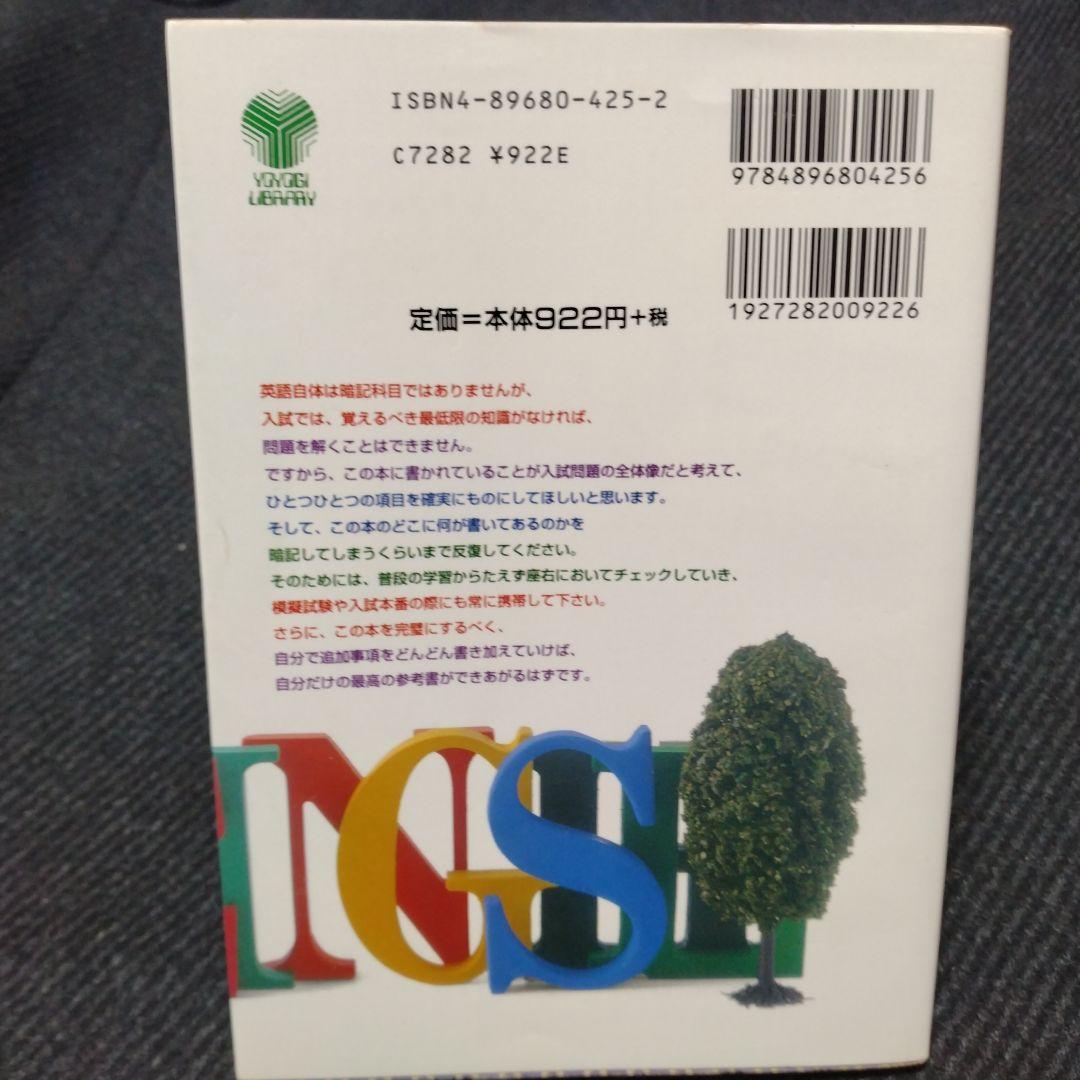 ISBN4-89680-425-2
C7282 ¥922E
YOYOGI
LIBRARY
9784896804256
1927282009226
定価＝本体922円+税
英語自体は暗記科目ではありませんが、
入試では、覚えるべき最低限の知識がなければ、
問題を解くことはできません。
ですから、この本に書かれていることが入試問題の全体像だと考えて、
ひとつひとつの項目を確実にものにしてほしいと思います。
そして、この本のどこに何が書いてあるのかを
暗記してしまうくらいまで反復してください。
そのためには、普段の学習からたえず座右においてチェックしていき、
模擬試験や入試本番の際にも常に携帯して下さい。
さらに、この本を完璧にするべく、
自分で追加事項をどんどん書き加えていけば、
自分だけの最高の参考書ができあがるはずです。
ENGLISH